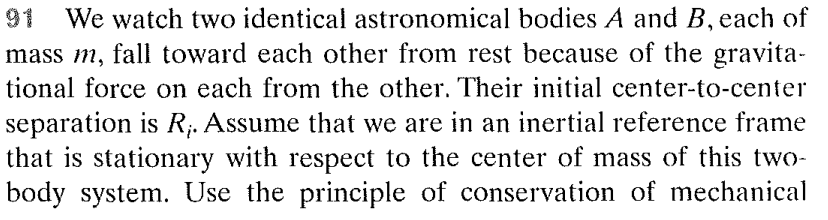 91 We watch two identical astronomical bodies A and B, each of
mass m, fall toward each other from rest because of the gravita-
tional force on each from the other. Their initial center-to-center
separation is Rᵢ. Assume that we are in an inertial reference frame
that is stationary with respect to the center of mass of this two-
body system. Use the principle of conservation of mechanical